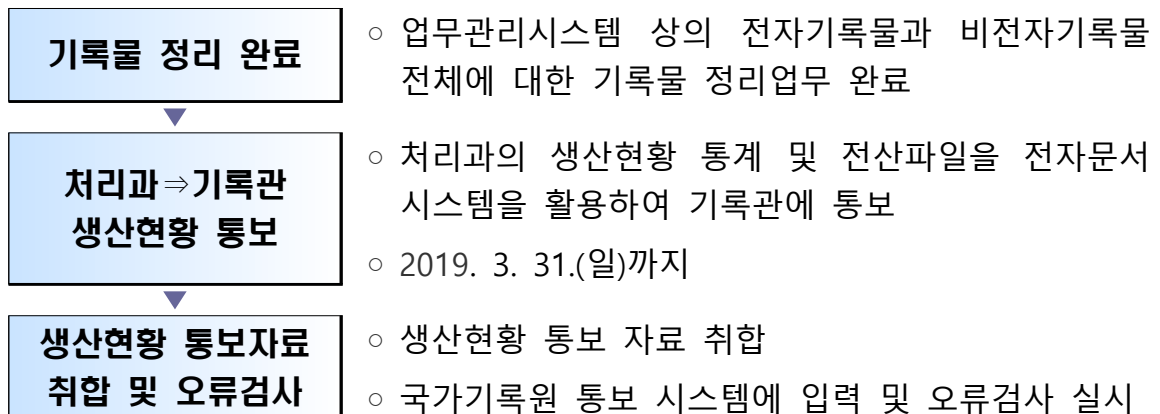 기록물 정리 완료
○ 업무관리시스템 상의 전자기록물과 비전자기록물
전체에 대한 기록물 정리업무 완료
처리과⇒기록관
생산현황 통보
○ 처리과의 생산현황 통계 및 전산파일을 전자문서
시스템을 활용하여 기록관에 통보
○ 2019. 3. 31.(일)까지
생산현황 통보자료
취합 및 오류검사
○ 생산현황 통보 자료 취합
○ 국가기록원 통보 시스템에 입력 및 오류검사 실시